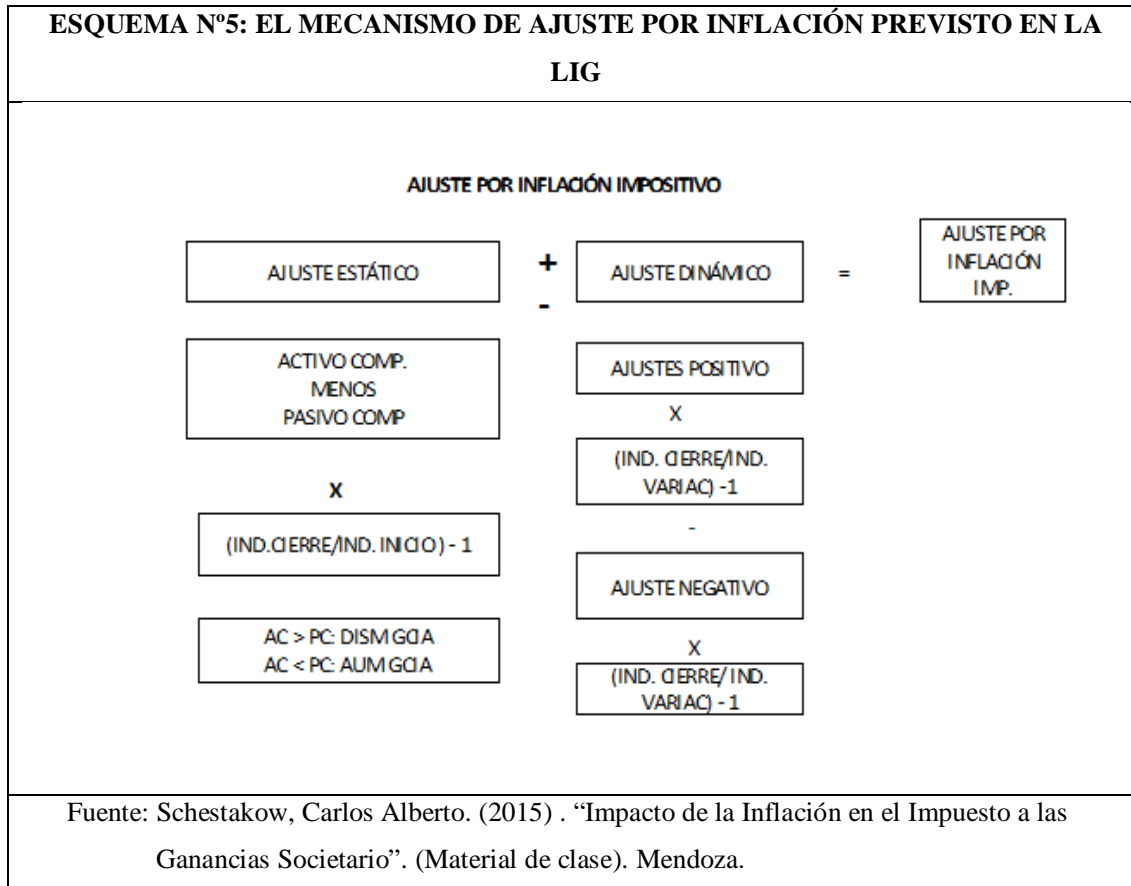 ESQUEMA Nº5: EL MECANISMO DE AJUSTE POR INFLACIÓN PREVISTO EN LA
LIG
AJUSTE POR INFLACIÓN IMPOSITIVO
AJUSTE ESTÁTICO
+
-
AJUSTE DINÁMICO
=
AJUSTE POR
INFLACIÓN
IMP.
ACTIVO COMP.
MENOS
PASIVO COMP
X
(IND.CIERRE/IND. INICIO) - 1
AC > PC: DISM GCIA
AC < PC: AUM GCIA
AJUSTES POSITIVO
X
(IND. CIERRE/IND.
VARIAC) -1
-
AJUSTE NEGATIVO
X
(IND. CIERRE/ IND.
VARIAC) - 1
Fuente: Schestakow, Carlos Alberto. (2015) . “Impacto de la Inflación en el Impuesto a las
Ganancias Societario”. (Material de clase). Mendoza.